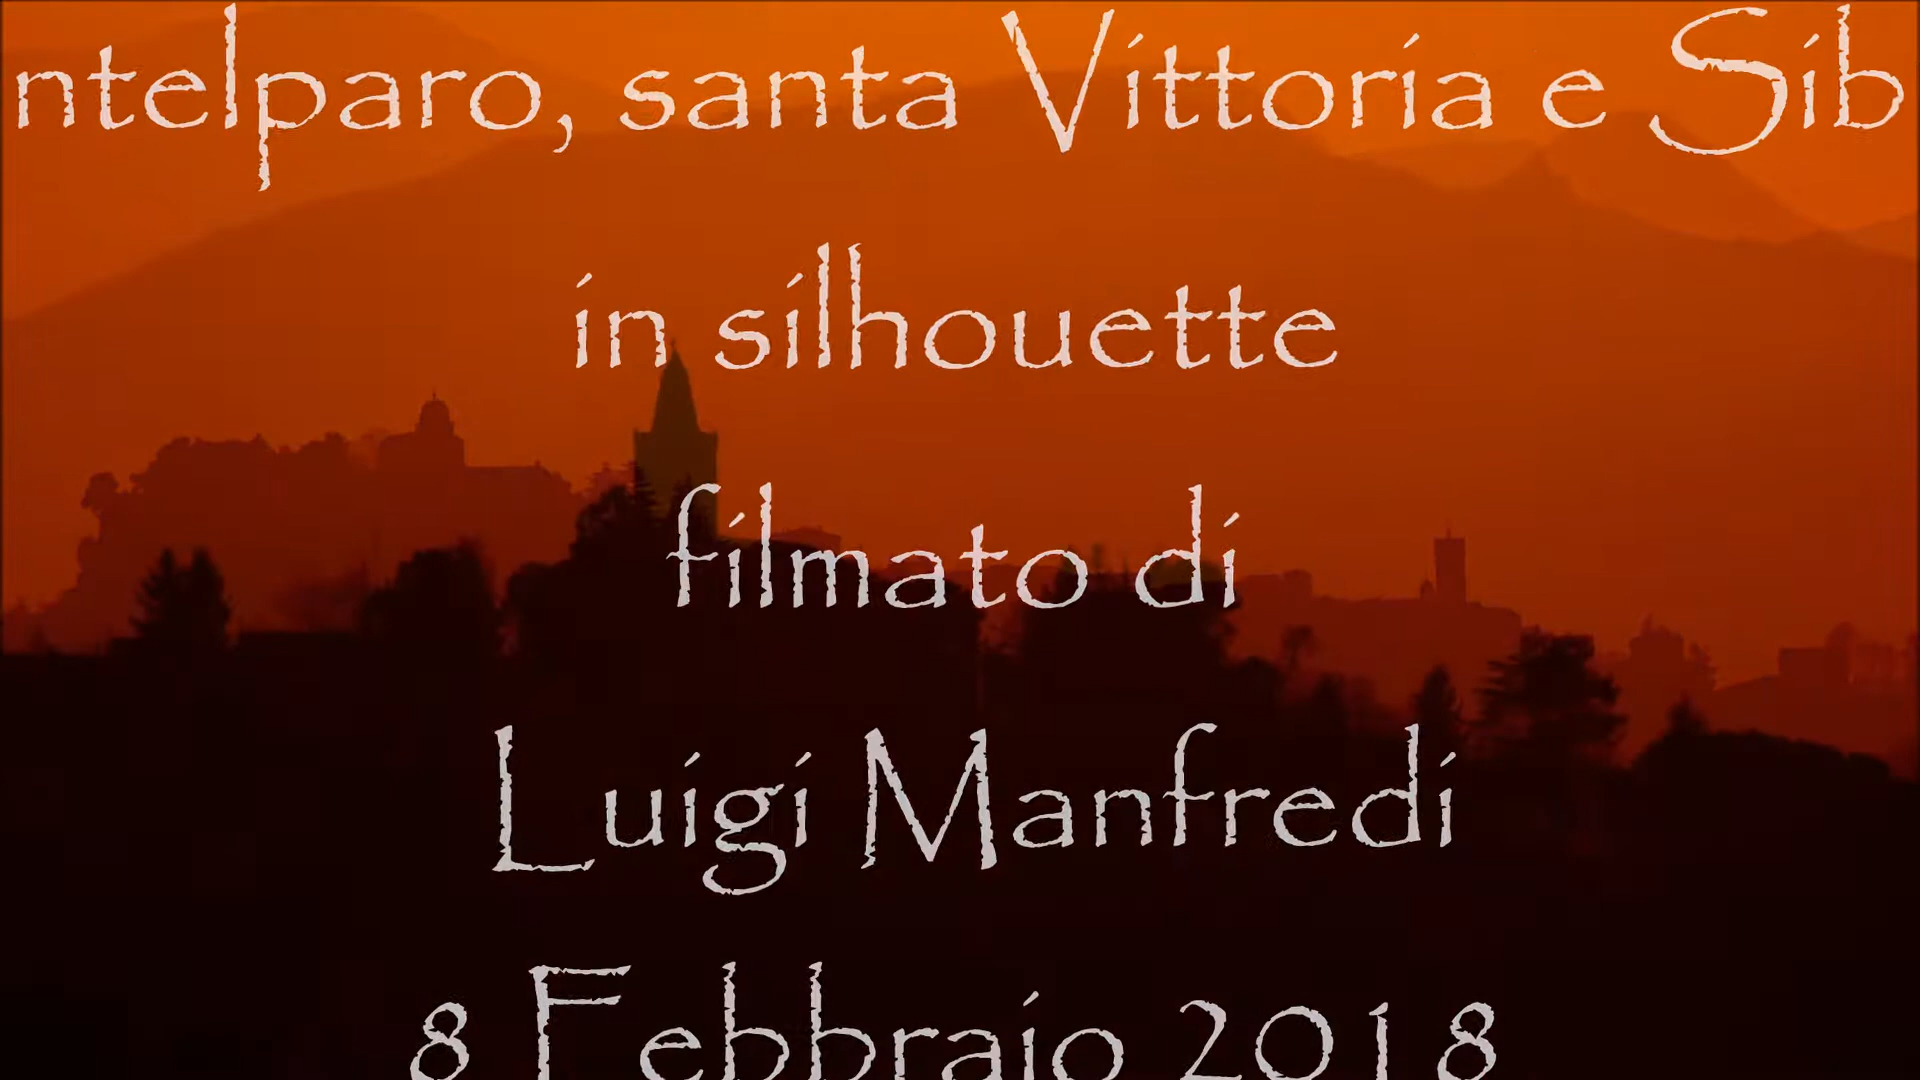 ntelparo, santa Vittoria e Sib
in silhouette
filmato di
Luigi Manfredi
8 Febbraio 2018